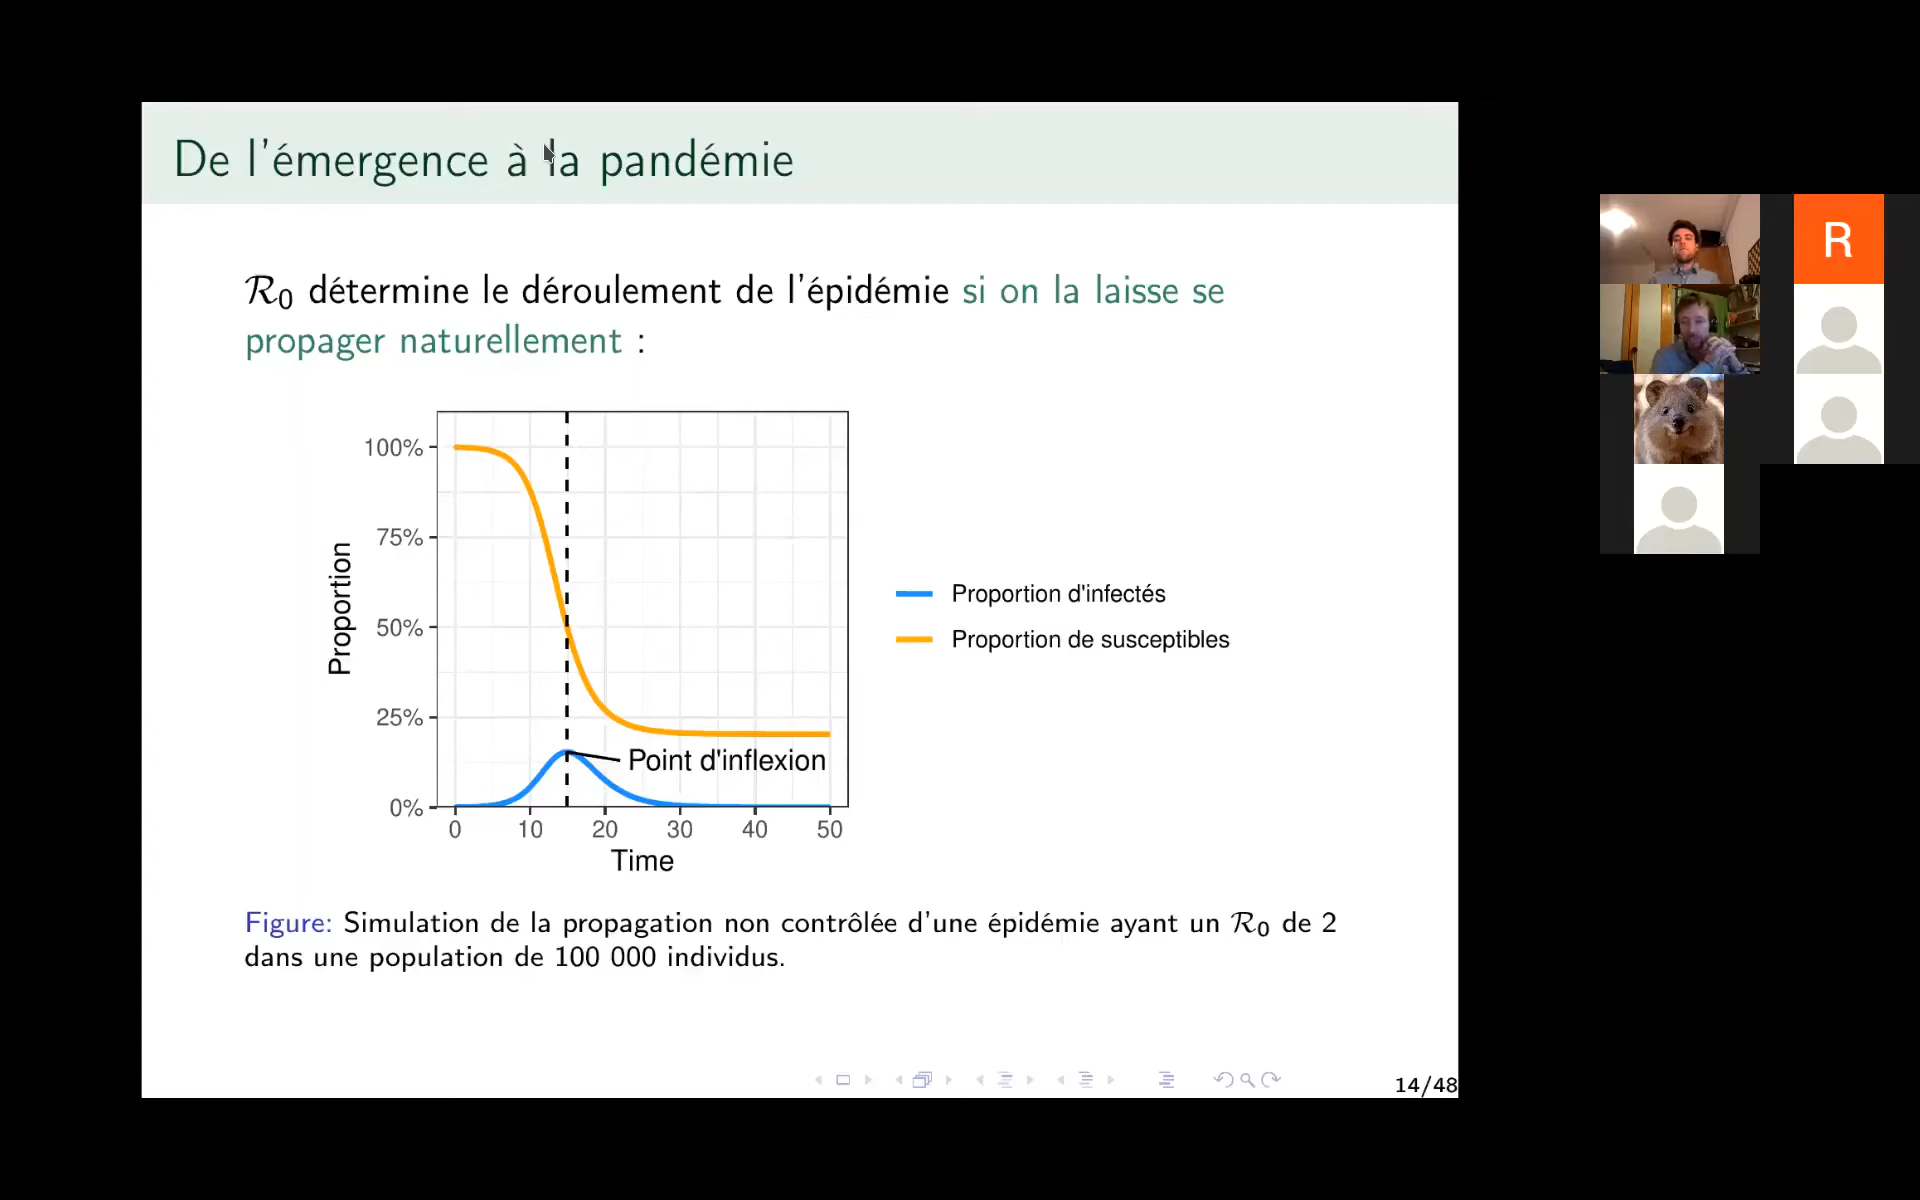 De l'émergence à la pandémie
R
ℛ₀ détermine le déroulement de l'épidémie si on la laisse se
propager naturellement :
100%
75%
50%
25%
0%
Proportion
Point d'inflexion
0 10 20 30 40 50
Time
Proportion d'infectés
Proportion de susceptibles
Figure: Simulation de la propagation non contrôlée d'une épidémie ayant un ℛ₀ de 2
dans une population de 100 000 individus.
14/48